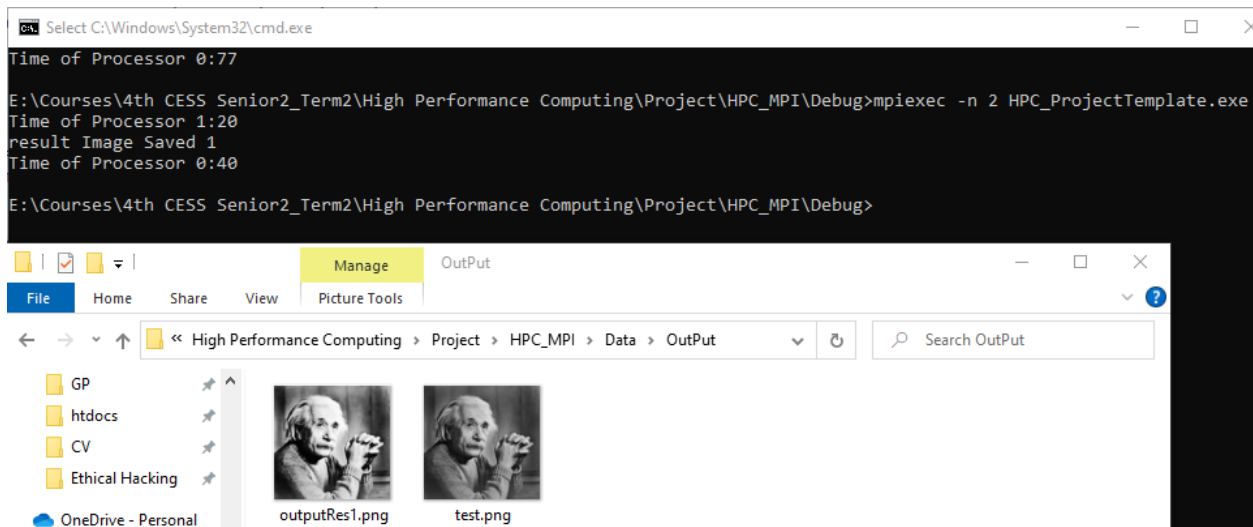 Select C:\Windows\System32\cmd.exe
Time of Processor 0:77
E:\Courses\4th CESS Senior2_Term2\High Performance Computing\Project\HPC_MPI\Debug>mpiexec -n 2 HPC_ProjectTemplate.exe
Time of Processor 1:20
result Image Saved 1
Time of Processor 0:40
E:\Courses\4th CESS Senior2_Term2\High Performance Computing\Project\HPC_MPI\Debug>
Manage OutPut
File Home Share View Picture Tools
« High Performance Computing > Project > HPC_MPI > Data > OutPut Search OutPut
GP
htdocs
CV
Ethical Hacking
OneDrive - Personal
outputRes1.png test.png